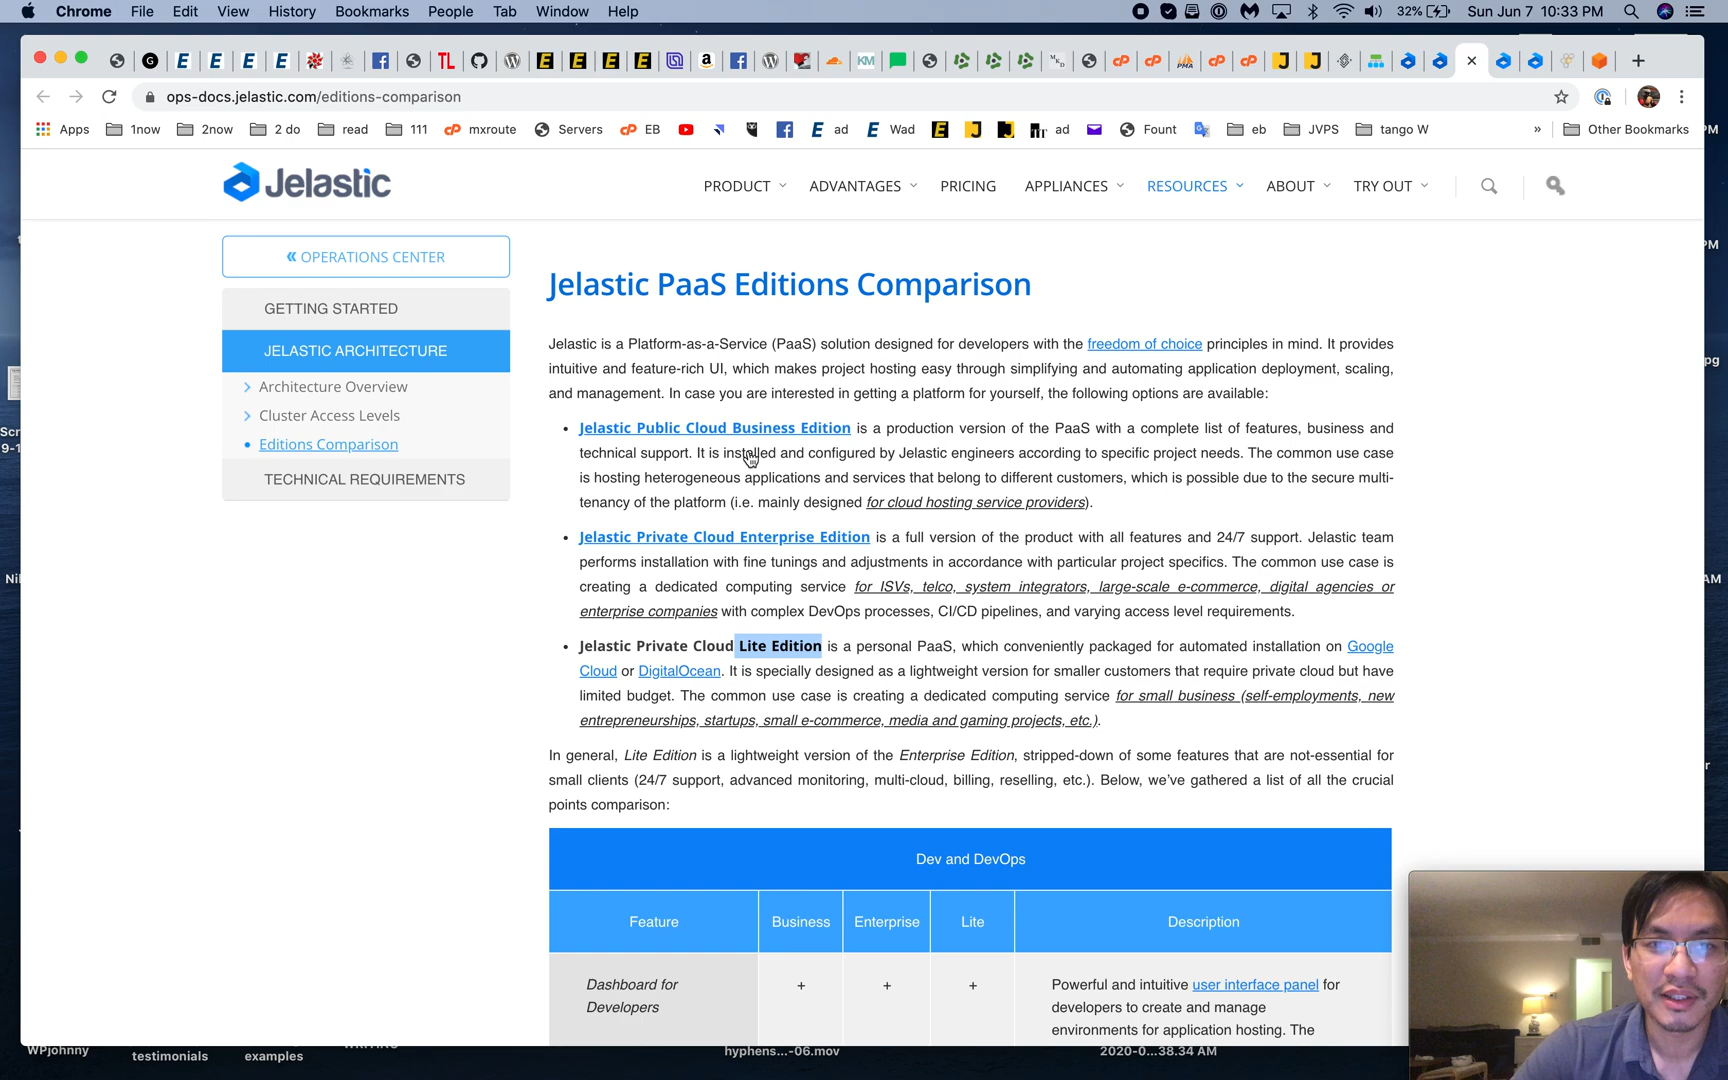 Chrome File Edit View History Bookmarks People Tab Window Help 32% Sun Jun 7 10:33 PM
ops-docs.jelastic.com/editions-comparison
Apps 1now 2now 2 do read 111 mxroute Servers EB ad Wad ad Fount eb JVPS tango W » Other Bookmarks
Jelastic PRODUCT ADVANTAGES PRICING APPLIANCES RESOURCES ABOUT TRY OUT
« OPERATIONS CENTER
GETTING STARTED
JELASTIC ARCHITECTURE
Architecture Overview
Cluster Access Levels
Editions Comparison
TECHNICAL REQUIREMENTS
Jelastic PaaS Editions Comparison
Jelastic is a Platform-as-a-Service (PaaS) solution designed for developers with the freedom of choice principles in mind. It provides
intuitive and feature-rich UI, which makes project hosting easy through simplifying and automating application deployment, scaling,
and management. In case you are interested in getting a platform for yourself, the following options are available:
• Jelastic Public Cloud Business Edition is a production version of the PaaS with a complete list of features, business and
technical support. It is installed and configured by Jelastic engineers according to specific project needs. The common use case
is hosting heterogeneous applications and services that belong to different customers, which is possible due to the secure multi-
tenancy of the platform (i.e. mainly designed for cloud hosting service providers).
• Jelastic Private Cloud Enterprise Edition is a full version of the product with all features and 24/7 support. Jelastic team
performs installation with fine tunings and adjustments in accordance with particular project specifics. The common use case is
creating a dedicated computing service for ISVs, telco, system integrators, large-scale e-commerce, digital agencies or
enterprise companies with complex DevOps processes, CI/CD pipelines, and varying access level requirements.
• Jelastic Private Cloud Lite Edition is a personal PaaS, which conveniently packaged for automated installation on Google
Cloud or DigitalOcean. It is specially designed as a lightweight version for smaller customers that require private cloud but have
limited budget. The common use case is creating a dedicated computing service for small business (self-employments, new
entrepreneurships, startups, small e-commerce, media and gaming projects, etc.).
In general, Lite Edition is a lightweight version of the Enterprise Edition, stripped-down of some features that are not-essential for
small clients (24/7 support, advanced monitoring, multi-cloud, billing, reselling, etc.). Below, we've gathered a list of all the crucial
points comparison:
Dev and DevOps
Feature Business Enterprise Lite Description
Dashboard for + + + Powerful and intuitive user interface panel for
Developers developers to create and manage
environments for application hosting. The
WPjohnny testimonials examples hyphens...-06.mov 2020-0...38.34 AM